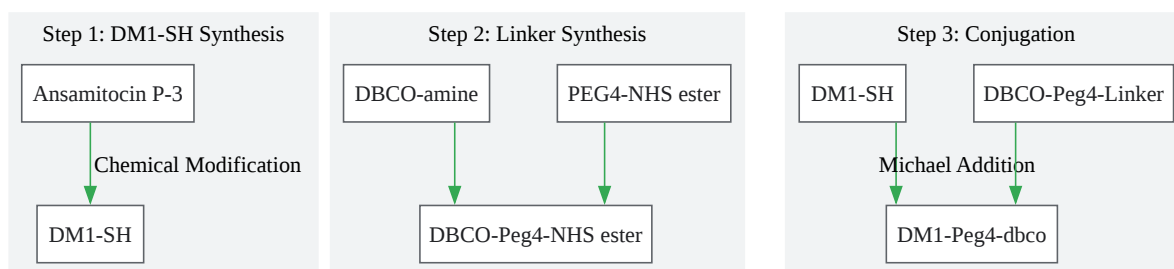 Step 1: DM1-SH Synthesis
Ansamitocin P-3
Chemical Modification
DM1-SH
Step 2: Linker Synthesis
DBCO-amine
PEG4-NHS ester
DBCO-Peg4-NHS ester
Step 3: Conjugation
DM1-SH
DBCO-Peg4-Linker
Michael Addition
DM1-Peg4-dbco